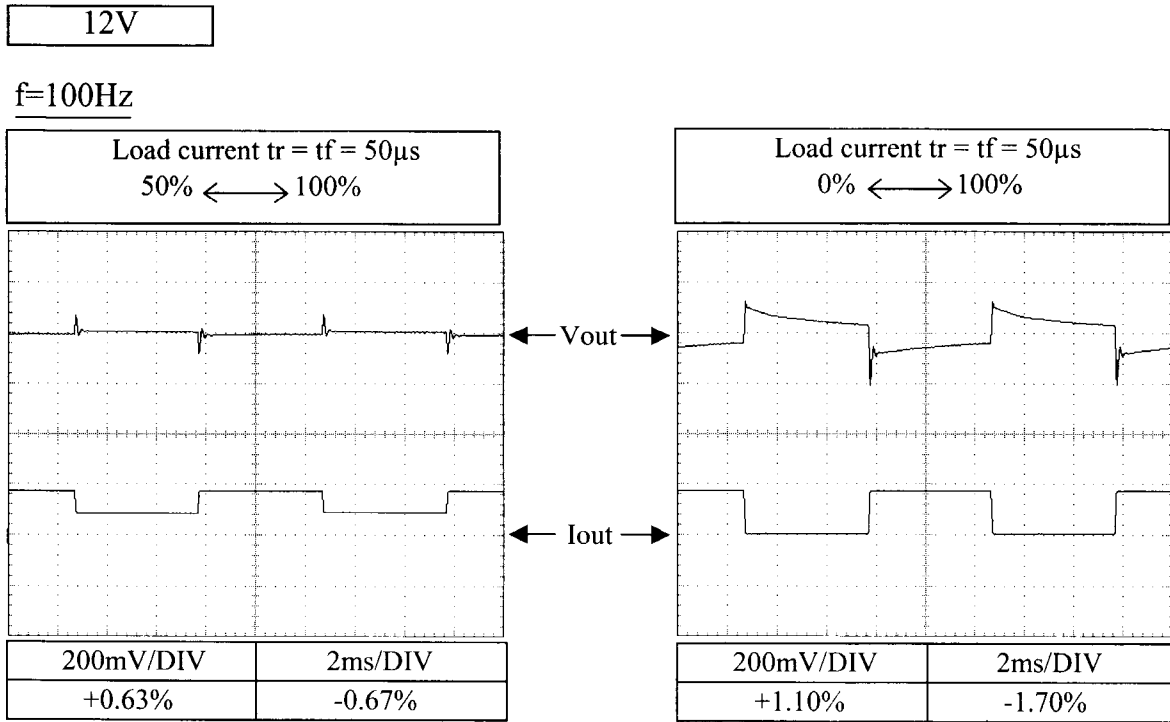 12V
f=100Hz
Load current tr = tf = 50µs
50% ⟷ 100%
Load current tr = tf = 50µs
0% ⟷ 100%
Vout
Iout
200mV/DIV 2ms/DIV
+0.63% -0.67%
200mV/DIV 2ms/DIV
+1.10% -1.70%